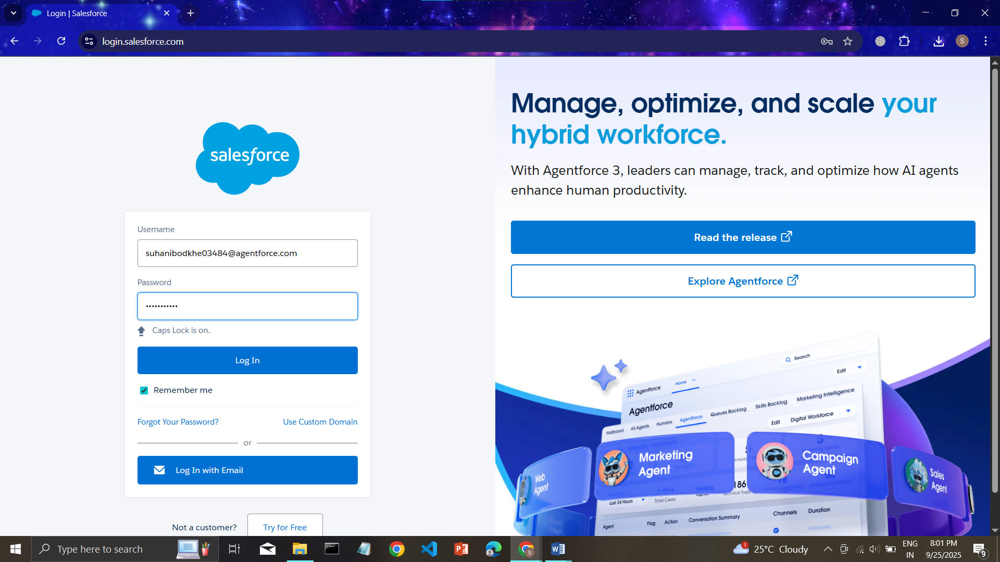 Login | Salesforce
login.salesforce.com
S
salesforce
Username
suhanibodkhe03484@agentforce.com
Password
•••••••••••
Caps Lock is on.
Log In
Remember me
Forgot Your Password?
Use Custom Domain
or
Log In with Email
Not a customer?
Try for Free
Manage, optimize, and scale your
hybrid workforce.
With Agentforce 3, leaders can manage, track, and optimize how AI agents
enhance human productivity.
Read the release
Explore Agentforce
Search
Edit
Agentforce
Home
Agentforce
Wallboard
All Agents
Humans
Agentforce
Queues Backlog
Skills Backlog
Marketing Intelligence
Edit
Digital Workforce
Web
Agent
Marketing
Agent
Campaign
Agent
Sales
Agent
Last 24 Hours
Total Cases
Agent
Flag
Action
Conversation Summary
Channels
Duration
Type here to search
S
1
25°C Cloudy
ENG
IN
8:01 PM
9/25/2025
9